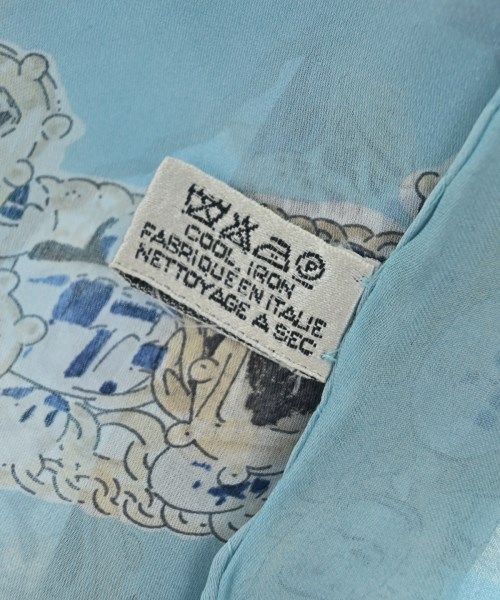 P
COOL IRON
FABRIQUE EN ITALIE
NETTOYAGE A SEC